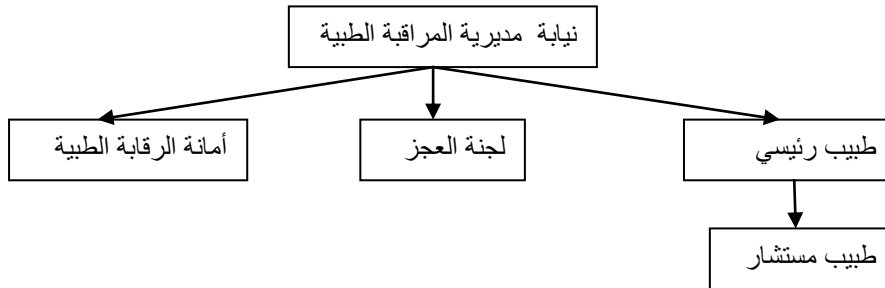 نيابة مديرية المراقبة الطبية
طبيب رئيسي
لجنة العجز
أمانة الرقابة الطبية
طبيب مستشار